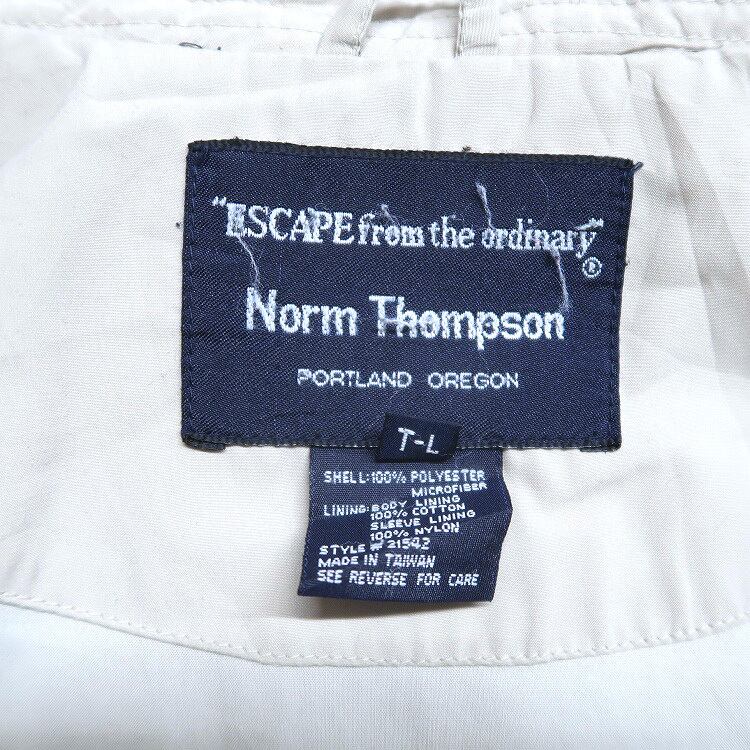 "ESCAPE from the ordinary"
®
Norm Thompson
PORTLAND OREGON
T-L
SHELL:100% POLYESTER
MICROFIBER
LINING:BODY LINING
100% COTTON
SLEEVE LINING
100% NYLON
STYLE # 21542
MADE IN TAIWAN
SEE REVERSE FOR CARE